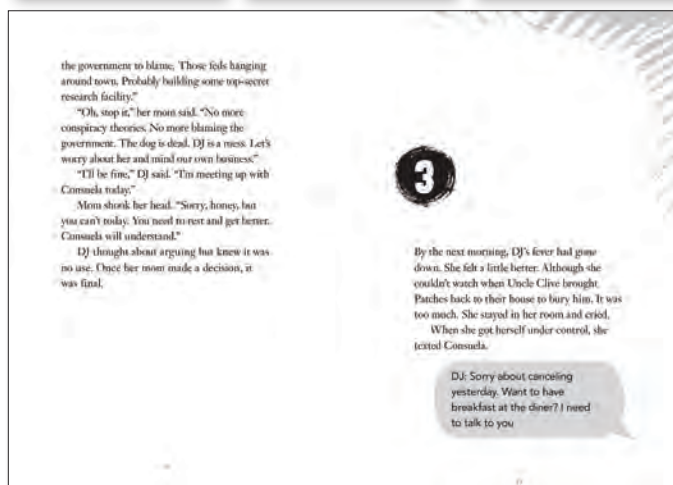 the government to blame. Those feds hanging
around town. Probably building some top-secret
research facility.”
“Oh, stop it,” her mom said. “No more
conspiracy theories. No more blaming the
government. The dog is dead. DJ is a mess. Let’s
worry about her and mind our own business.”
“I’ll be fine,” DJ said. “I’m meeting up with
Consuela today.”
Mom shook her head. “Sorry, honey, but
you can’t today. You need to rest and get better.
Consuela will understand.”
DJ thought about arguing but knew it was
no use. Once her mom made a decision, it
was final.
3
By the next morning, DJ’s fever had gone
down. She felt a little better. Although she
couldn’t watch when Uncle Clive brought
Patches back to their house to bury him. It was
too much. She stayed in her room and cried.
When she got herself under control, she
texted Consuela.
DJ: Sorry about canceling
yesterday. Want to have
breakfast at the diner? I need
to talk to you